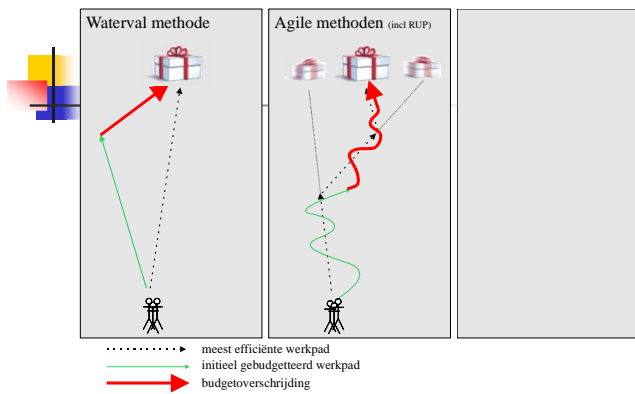 Waterval methode
Agile methoden (incl RUP)
meest efficiënte werkpad
initieel gebudgetteerd werkpad
budgetoverschrijding